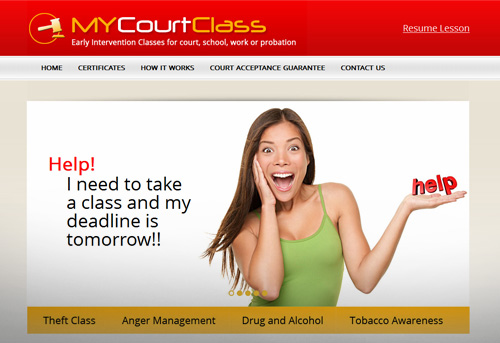 MYCourtClass
Early Intervention Classes for court, school, work or probation
Resume Lesson
HOME CERTIFICATES HOW IT WORKS COURT ACCEPTANCE GUARANTEE CONTACT US
Help!
I need to take
a class and my
deadline is
tomorrow!!
help
Theft Class Anger Management Drug and Alcohol Tobacco Awareness